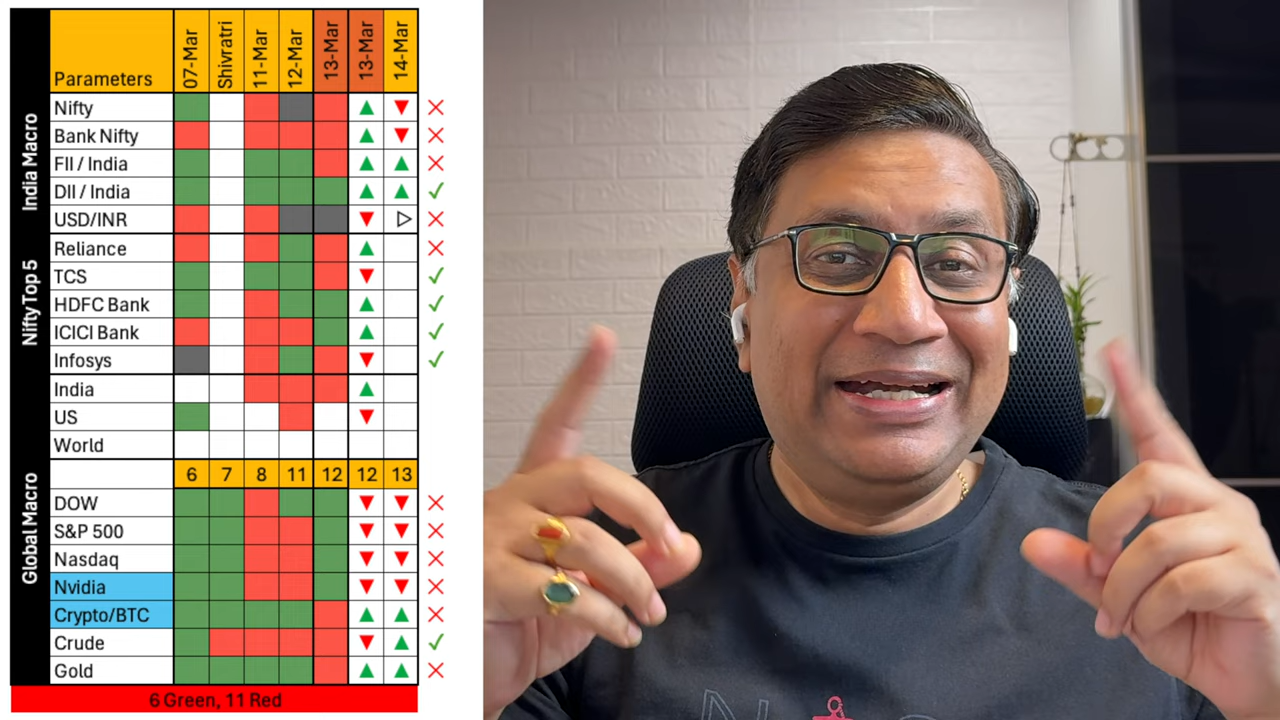 Parameters 07-Mar Shivratri 11-Mar 12-Mar 13-Mar 13-Mar 14-Mar
India Macro
Nifty
Bank Nifty
FII / India
DII / India
USD/INR
Nifty Top 5
Reliance
TCS
HDFC Bank
ICICI Bank
Infosys
India
US
World
Global Macro
6 7 8 11 12 12 13
DOW
S&P 500
Nasdaq
Nvidia
Crypto/BTC
Crude
Gold
6 Green, 11 Red